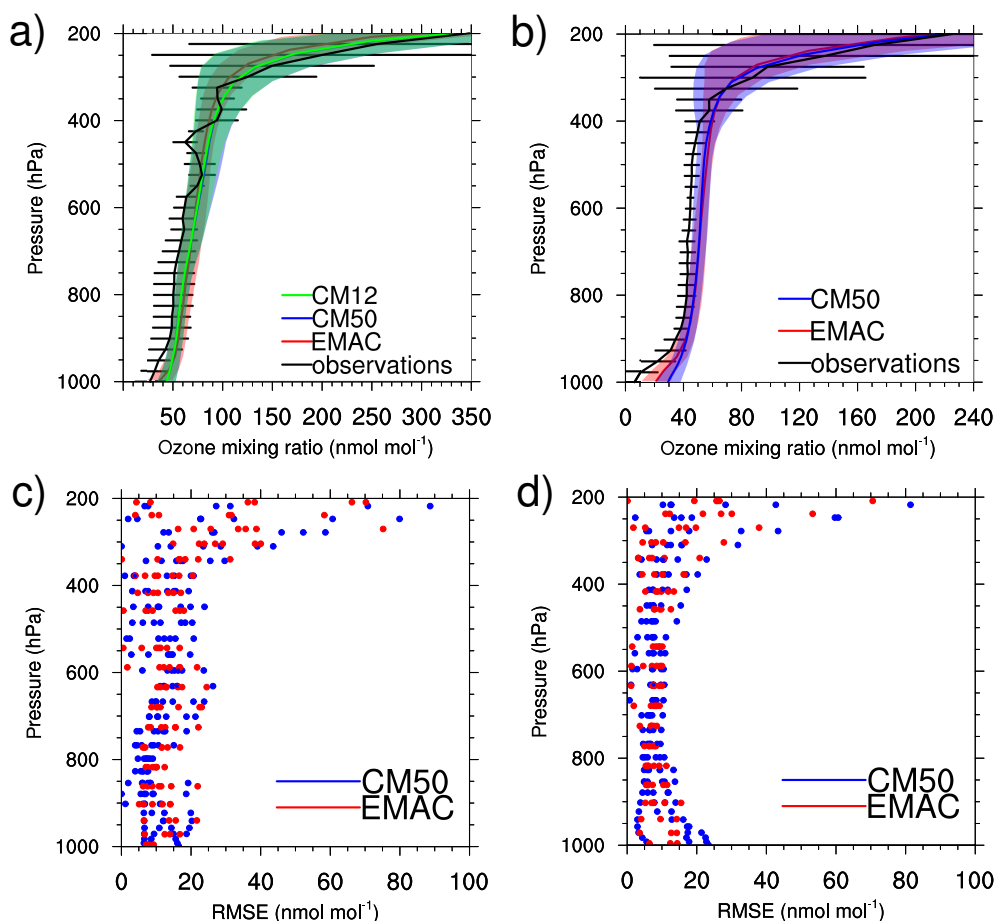 a)
200
400
600
800
1000
Pressure (hPa)
CM12
CM50
EMAC
observations
50 100 150 200 250 300 350
Ozone mixing ratio (nmol mol⁻¹)
b)
200
400
600
800
1000
Pressure (hPa)
CM50
EMAC
observations
0 40 80 120 160 200 240
Ozone mixing ratio (nmol mol⁻¹)
c)
200
400
600
800
1000
Pressure (hPa)
CM50
EMAC
0 20 40 60 80 100
RMSE (nmol mol⁻¹)
d)
200
400
600
800
1000
Pressure (hPa)
CM50
EMAC
0 20 40 60 80 100
RMSE (nmol mol⁻¹)